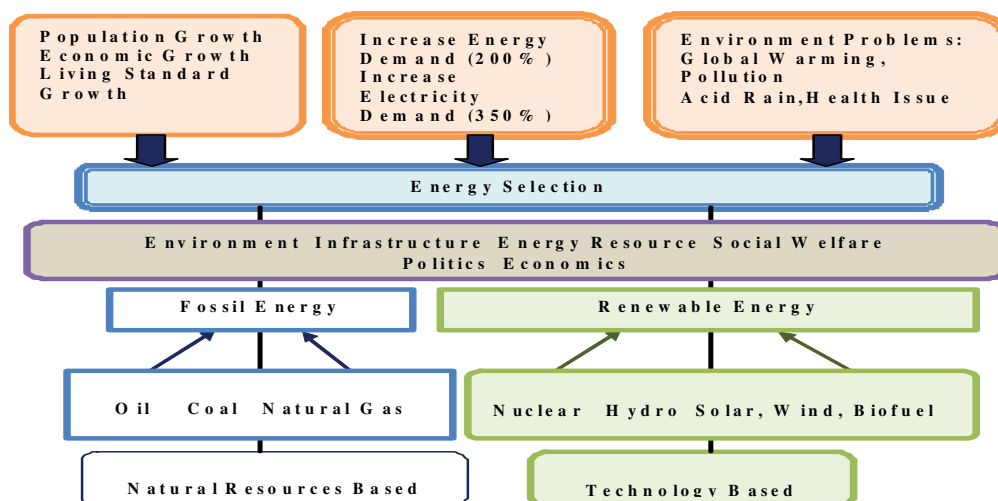 Population Growth
Economic Growth
Living Standard
Growth
Increase Energy
Demand (200%)
Increase
Electricity
Demand (350%)
Environment Problems:
Global Warming,
Pollution
Acid Rain,Health Issue
Energy Selection
Environment Infrastructure Energy Resource Social Welfare
Politics Economics
Fossil Energy
Renewable Energy
Oil Coal Natural Gas
Nuclear Hydro Solar, Wind, Biofuel
Natural Resources Based
Technology Based